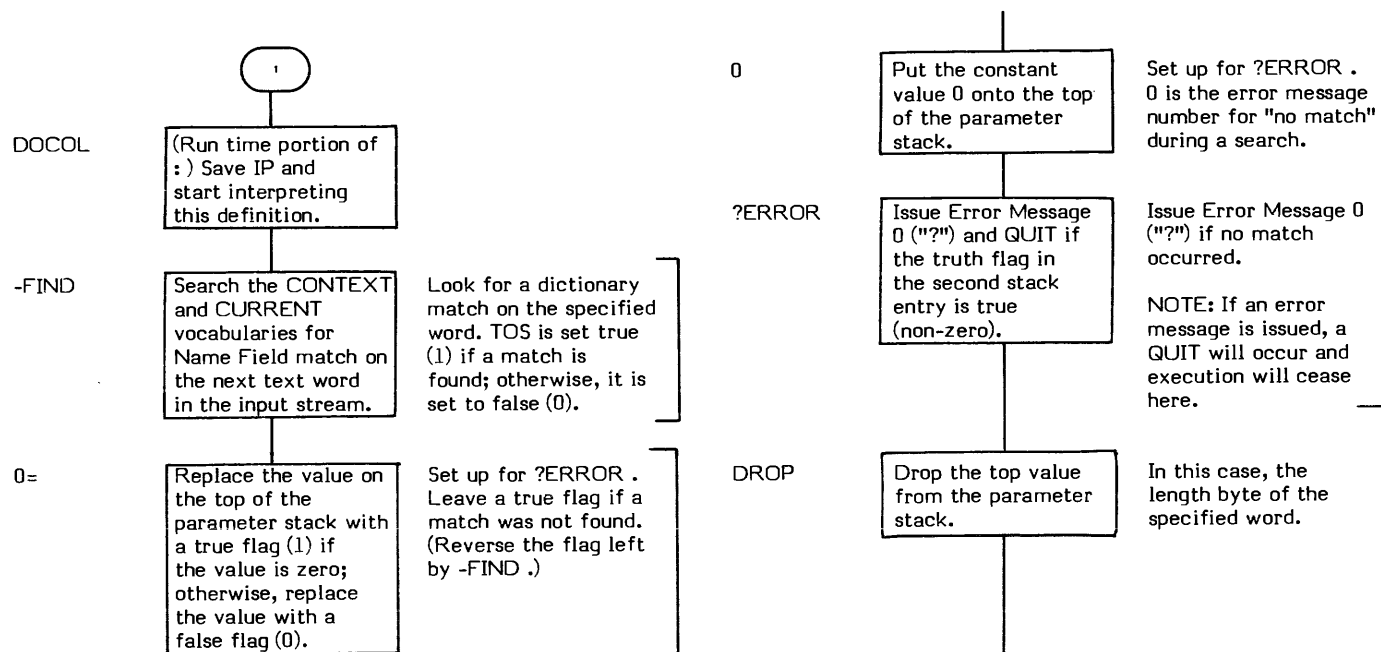 1
DOCOL
(Run time portion of
: ) Save IP and
start interpreting
this definition.
-FIND
Search the CONTEXT
and CURRENT
vocabularies for
Name Field match on
the next text word
in the input stream.
Look for a dictionary
match on the specified
word. TOS is set true
(1) if a match is
found; otherwise, it is
set to false (0).
0=
Replace the value on
the top of the
parameter stack with
a true flag (1) if
the value is zero;
otherwise, replace
the value with a
false flag (0).
Set up for ?ERROR .
Leave a true flag if a
match was not found.
(Reverse the flag left
by -FIND .)
0
Put the constant
value 0 onto the top
of the parameter
stack.
Set up for ?ERROR .
0 is the error message
number for "no match"
during a search.
?ERROR
Issue Error Message
0 ("?") and QUIT if
the truth flag in
the second stack
entry is true
(non-zero).
Issue Error Message 0
("?") if no match
occurred.
NOTE: If an error
message is issued, a
QUIT will occur and
execution will cease
here.
DROP
Drop the top value
from the parameter
stack.
In this case, the
length byte of the
specified word.